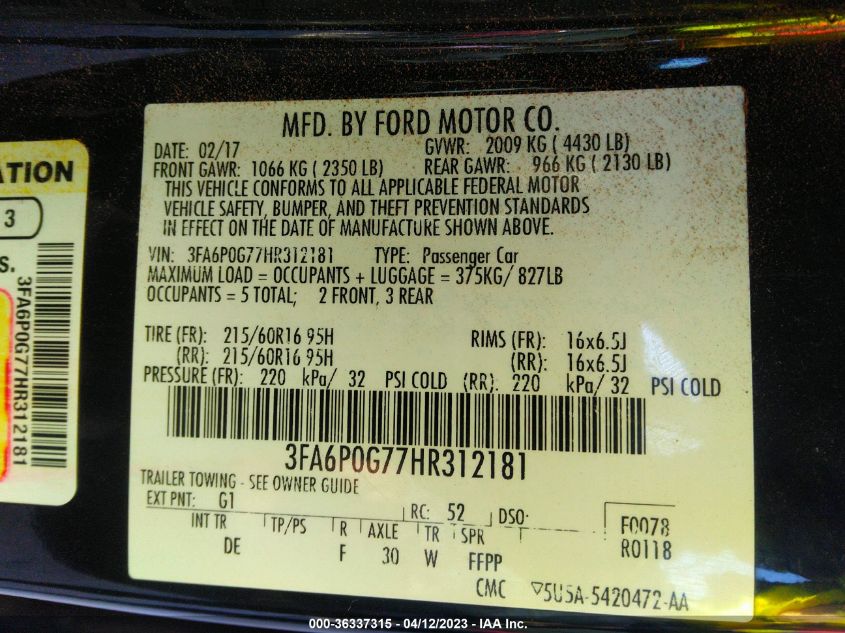 MFD. BY FORD MOTOR CO.
DATE: 02/17 GVWR: 2009 KG ( 4430 LB)
FRONT GAWR: 1066 KG ( 2350 LB) REAR GAWR: 966 KG ( 2130 LB)
THIS VEHICLE CONFORMS TO ALL APPLICABLE FEDERAL MOTOR
VEHICLE SAFETY, BUMPER, AND THEFT PREVENTION STANDARDS
IN EFFECT ON THE DATE OF MANUFACTURE SHOWN ABOVE.
VIN: 3FA6P0G77HR312181 TYPE: Passenger Car
MAXIMUM LOAD = OCCUPANTS + LUGGAGE = 375KG/ 827LB
OCCUPANTS = 5 TOTAL; 2 FRONT, 3 REAR
TIRE (FR): 215/60R16 95H RIMS (FR): 16x6.5J
(RR): 215/60R16 95H (RR): 16x6.5J
PRESSURE (FR): 220 kPa/ 32 PSI COLD (RR): 220 kPa/ 32 PSI COLD
3FA6P0G77HR312181
TRAILER TOWING - SEE OWNER GUIDE
EXT PNT: G1 RC: 52 DSO: F0078
INT TR TP/PS R AXLE TR SPR R0118
DE F 30 W FFPP
CMC 5U5A-5420472-AA
ATION
3
S.
3FA6P0G77HR312181
000-36337315 - 04/12/2023 - IAA Inc.